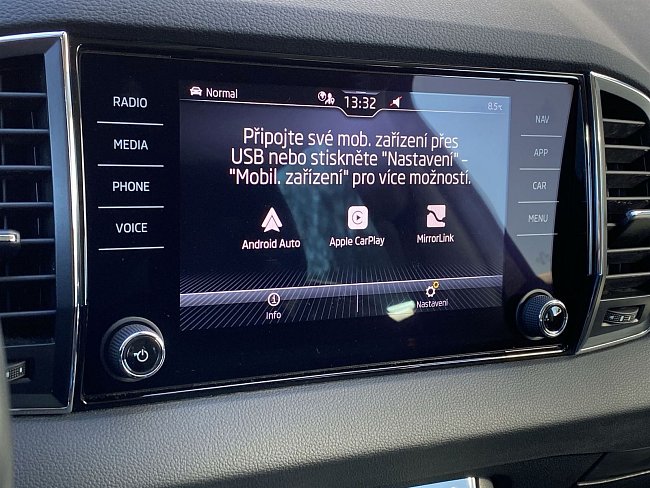 Normal
13:32
8.5°C
RADIO
MEDIA
PHONE
VOICE
Připojte své mob. zařízení přes
USB nebo stiskněte "Nastavení" –
"Mobil. zařízení" pro více možností.
Android Auto
Apple CarPlay
MirrorLink
Info
Nastavení
NAV
APP
CAR
MENU